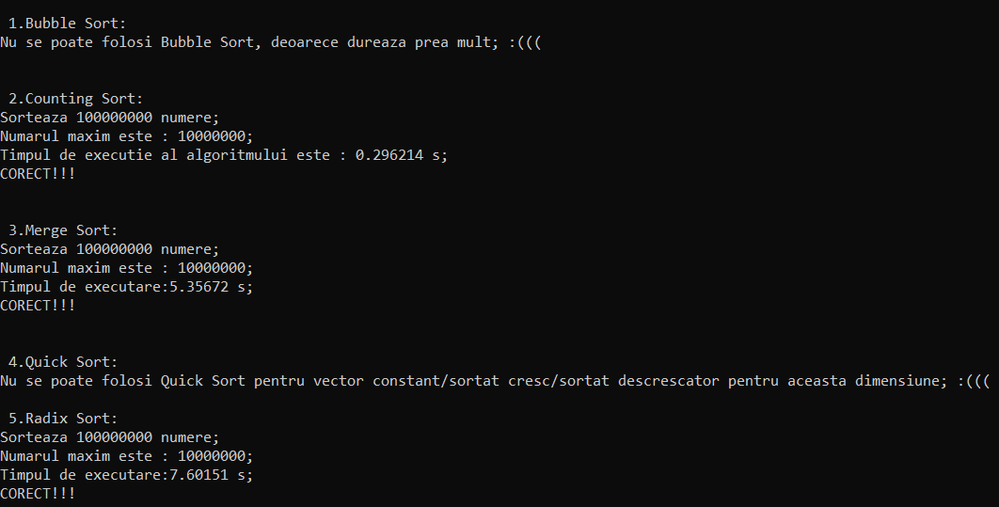 1.Bubble Sort:
Nu se poate folosi Bubble Sort, deoarece dureaza prea mult; :(((
2.Counting Sort:
Sorteaza 100000000 numere;
Numarul maxim este : 10000000;
Timpul de executie al algoritmului este : 0.296214 s;
CORECT!!!
3.Merge Sort:
Sorteaza 100000000 numere;
Numarul maxim este : 10000000;
Timpul de executare:5.35672 s;
CORECT!!!
4.Quick Sort:
Nu se poate folosi Quick Sort pentru vector constant/sortat cresc/sortat descrescator pentru aceasta dimensiune; :(((
5.Radix Sort:
Sorteaza 100000000 numere;
Numarul maxim este : 10000000;
Timpul de executare:7.60151 s;
CORECT!!!